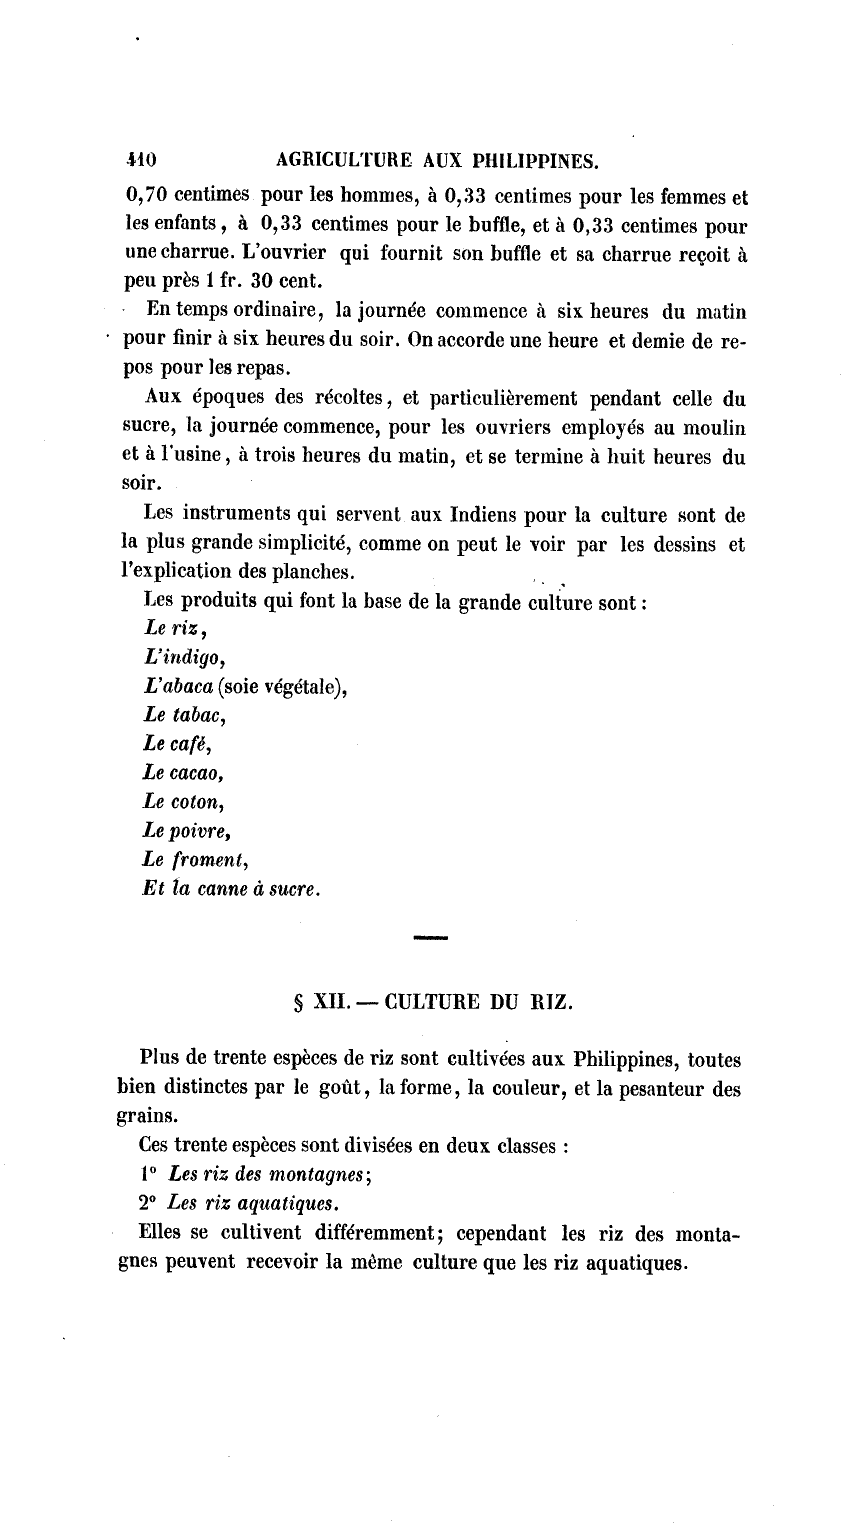 410 AGRICULTURE AUX PHILIPPINES.
0,70 centimes pour les hommes, à 0,33 centimes pour les femmes et
les enfants, à 0,33 centimes pour le buffle, et à 0,33 centimes pour
une charrue. L'ouvrier qui fournit son buffle et sa charrue reçoit à
peu près 1 fr. 30 cent.
En temps ordinaire, la journée commence à six heures du matin
pour finir à six heures du soir. On accorde une heure et demie de re-
pos pour les repas.
Aux époques des récoltes, et particulièrement pendant celle du
sucre, la journée commence, pour les ouvriers employés au moulin
et à l'usine, à trois heures du matin, et se termine à huit heures du
soir.
Les instruments qui servent aux Indiens pour la culture sont de
la plus grande simplicité, comme on peut le voir par les dessins et
l'explication des planches.
Les produits qui font la base de la grande culture sont :
Le riz,
L'indigo,
L'abaca (soie végétale),
Le tabac,
Le café,
Le cacao,
Le coton,
Le poivre,
Le froment,
Et la canne à sucre.
§ XII. — CULTURE DU RIZ.
Plus de trente espèces de riz sont cultivées aux Philippines, toutes
bien distinctes par le goût, la forme, la couleur, et la pesanteur des
grains.
Ces trente espèces sont divisées en deux classes :
1° Les riz des montagnes;
2° Les riz aquatiques.
Elles se cultivent différemment; cependant les riz des monta-
gnes peuvent recevoir la même culture que les riz aquatiques.